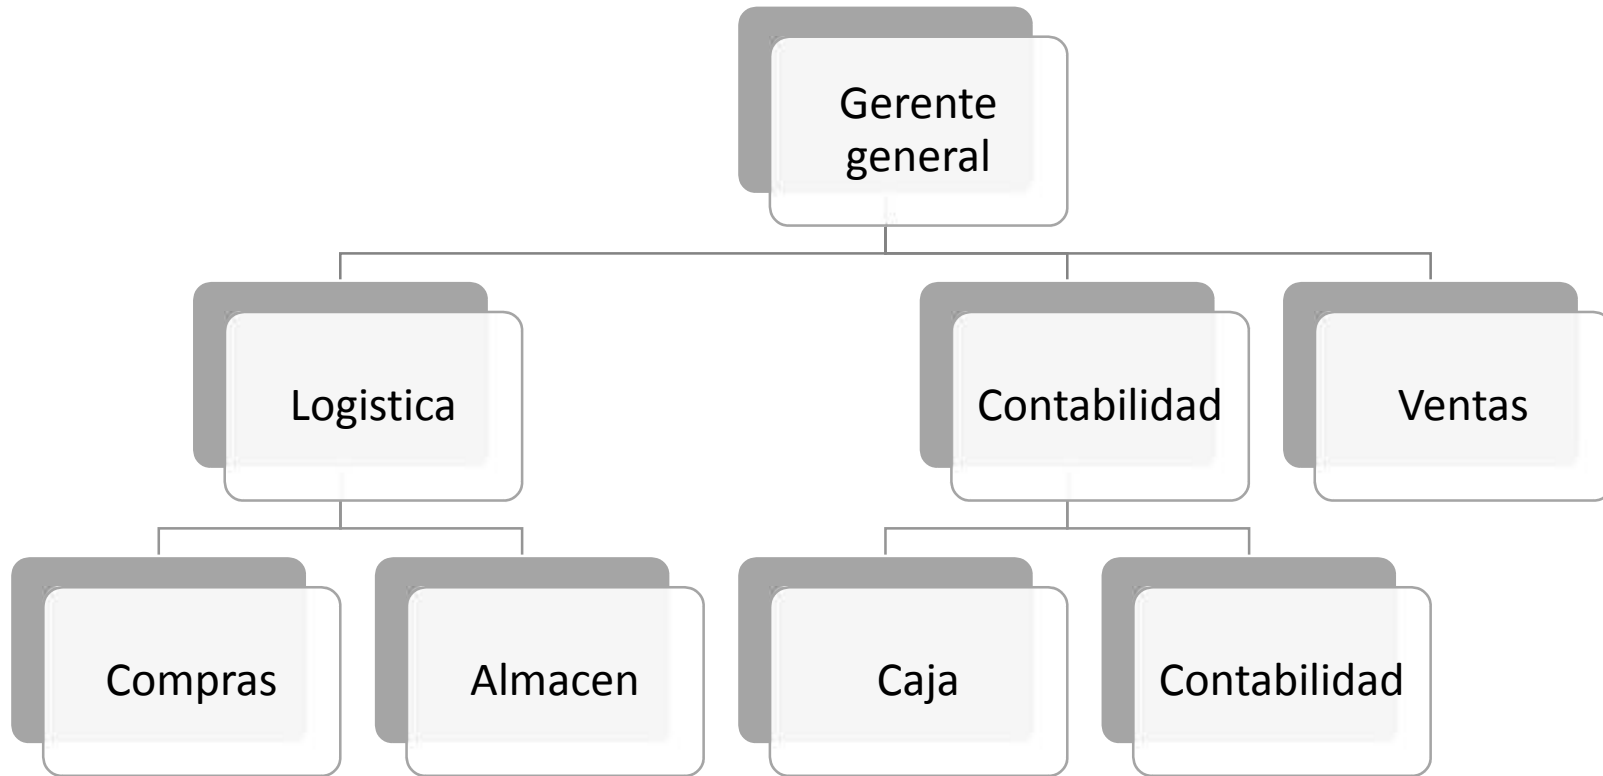 Gerente
general
Logistica
Contabilidad
Ventas
Compras
Almacen
Caja
Contabilidad